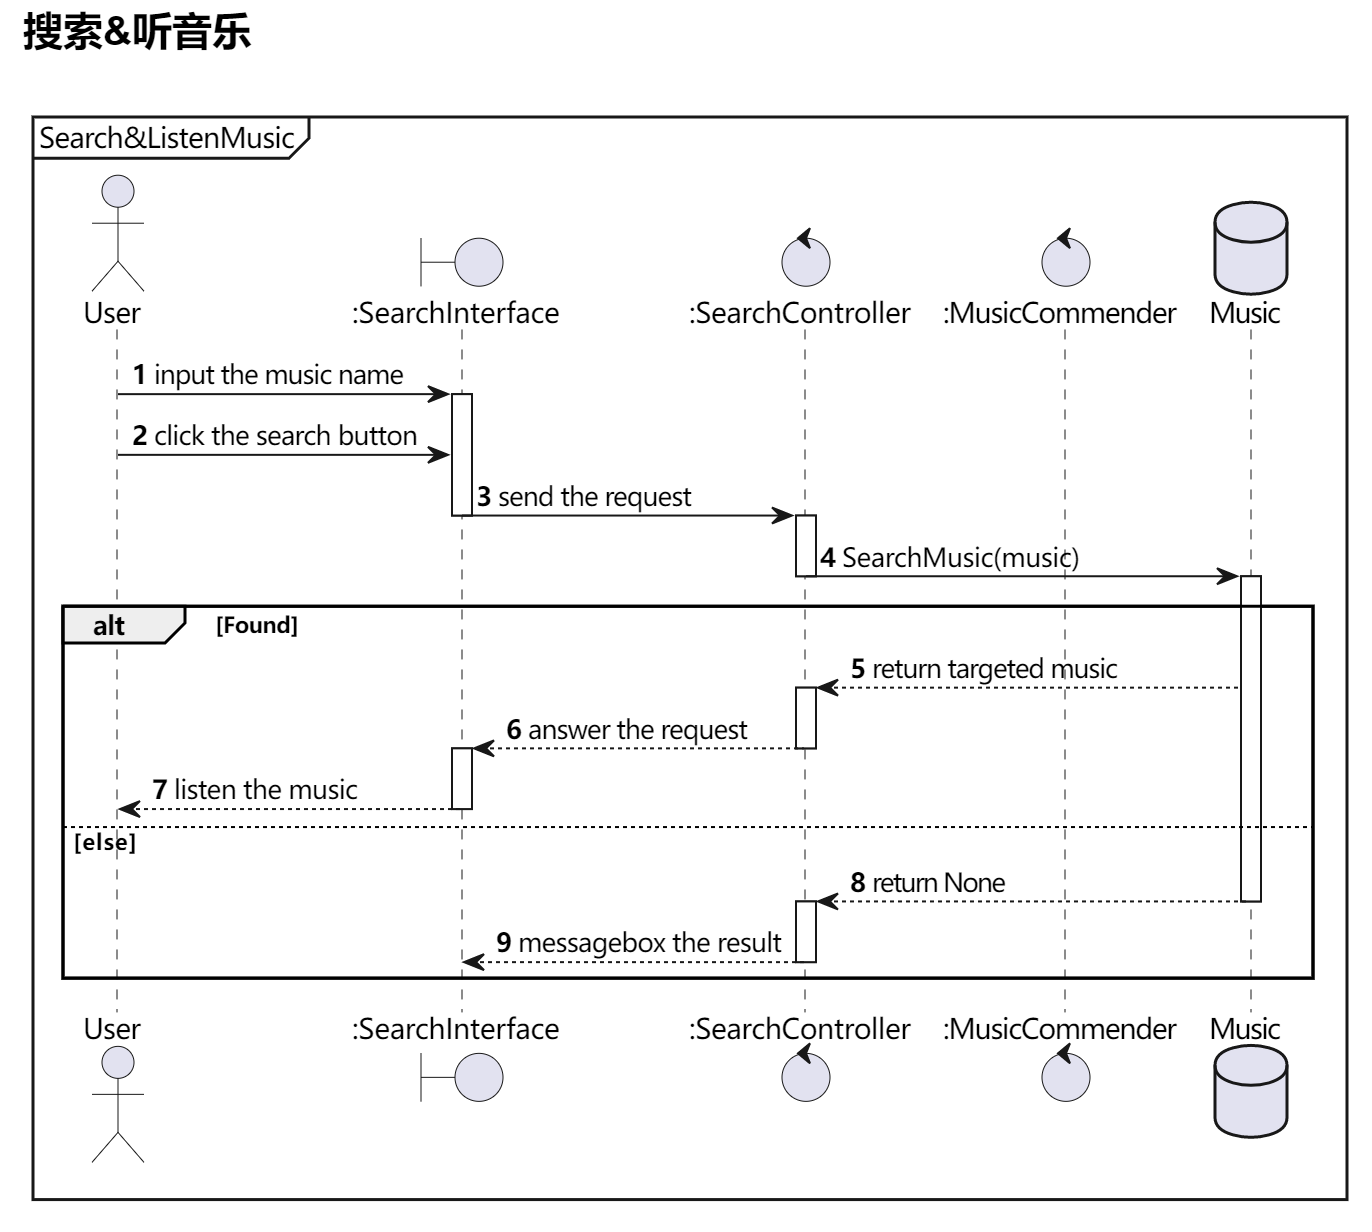 搜索&听音乐
Search&ListenMusic
User :SearchInterface :SearchController :MusicCommender Music
1 input the music name
2 click the search button
3 send the request
4 SearchMusic(music)
alt [Found]
5 return targeted music
6 answer the request
7 listen the music
[else]
8 return None
9 messagebox the result
User :SearchInterface :SearchController :MusicCommender Music